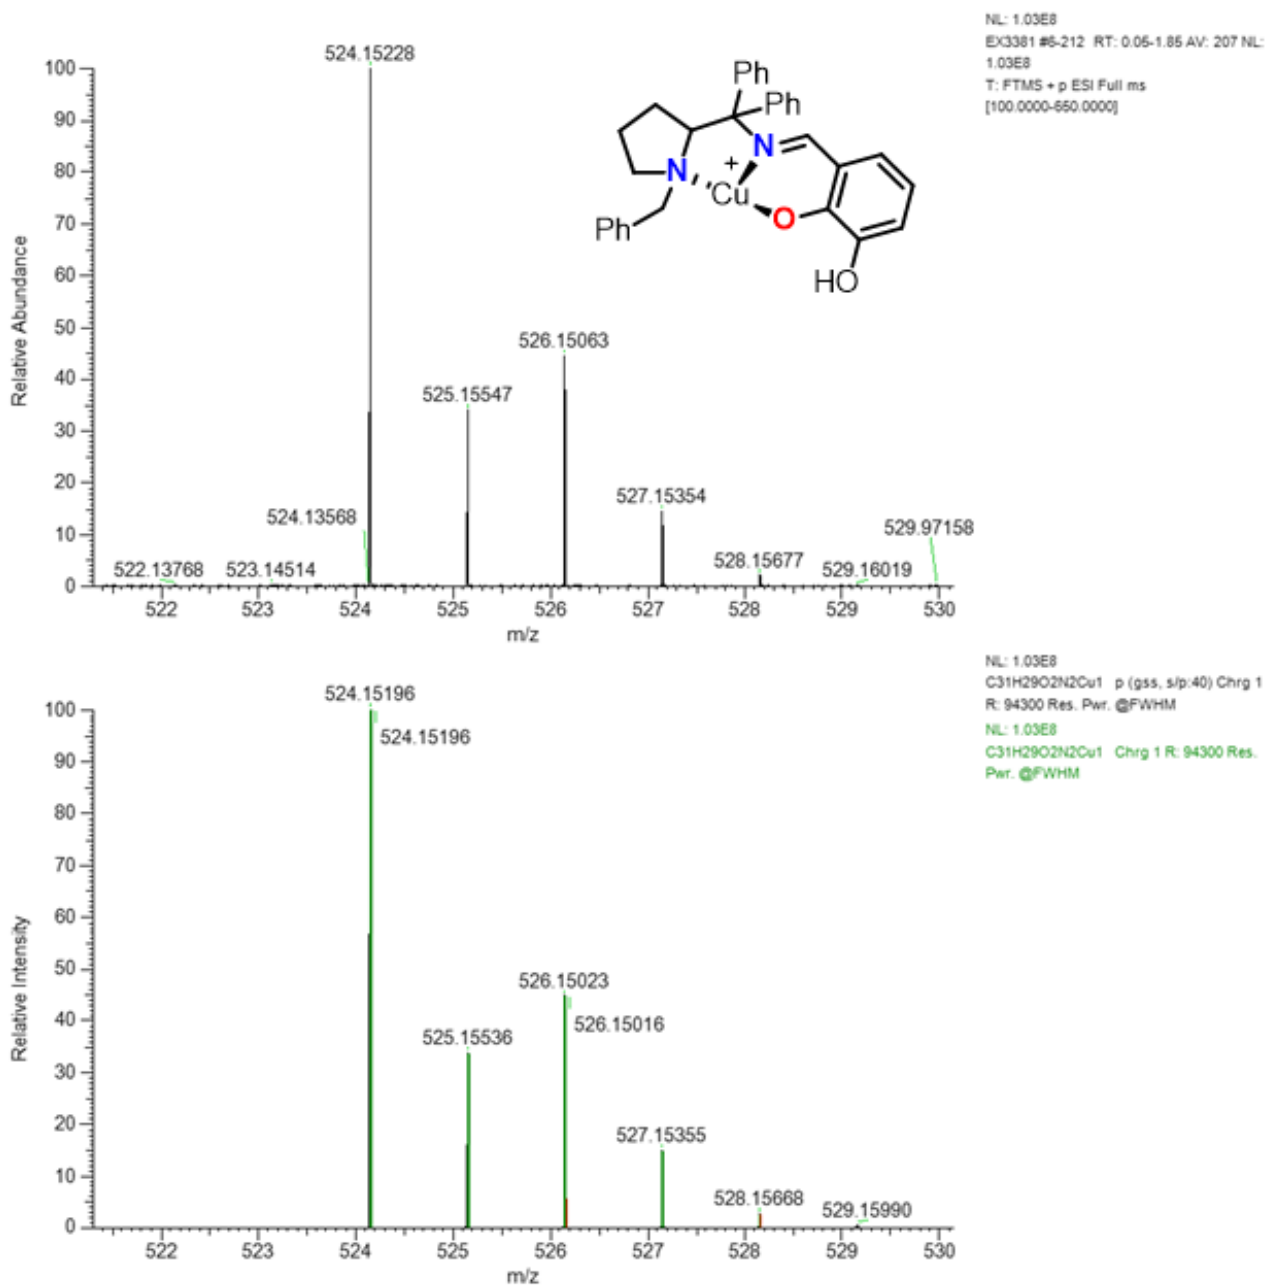 NL: 1.03E8
EX3381 #6-212 RT: 0.05-1.85 AV: 207 NL:
1.03E8
T: FTMS + p ESI Full ms
[100.0000-650.0000]
524.15228
100
90
80
70
60
50
40
30
20
10
0
Relative Abundance
526.15063
525.15547
527.15354
524.13568
529.97158
522.13768
523.14514
528.15677
529.16019
522
523
524
525
526
527
528
529
530
m/z
Ph
Ph
N
N
+
Cu
O
Ph
HO
NL: 1.03E8
C31H29O2N2Cu1 p (gss, s/p:40) Chrg 1
R: 94300 Res. Pwr. @FWHM
NL: 1.03E8
C31H29O2N2Cu1 Chrg 1 R: 94300 Res.
Pwr. @FWHM
524.15196
524.15196
100
90
80
70
60
50
40
30
20
10
0
Relative Intensity
526.15023
526.15016
525.15536
527.15355
528.15668
529.15990
522
523
524
525
526
527
528
529
530
m/z